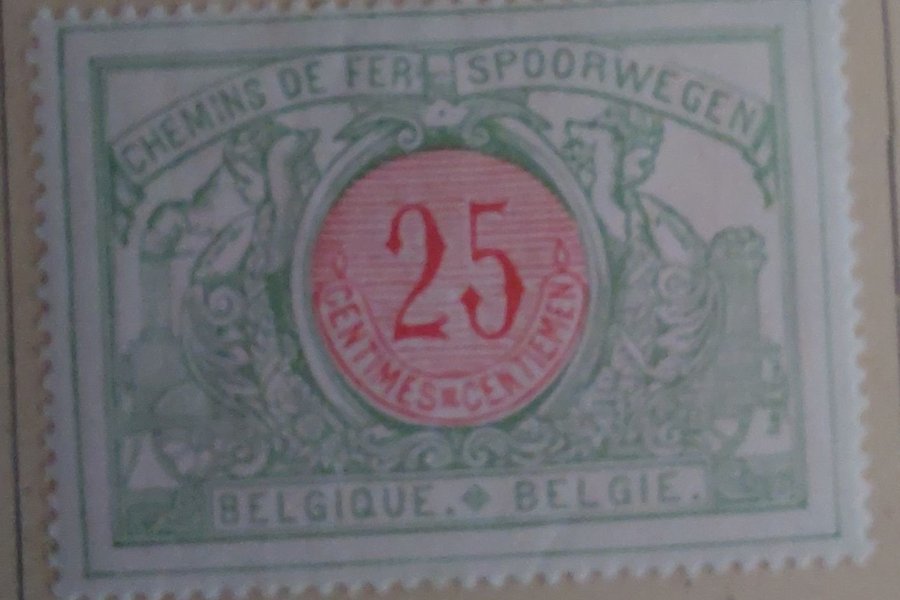 CHEMINS DE FER SPOORWEGEN
25
CENTIMES CENTIEMEN
BELGIQUE. BELGIE.